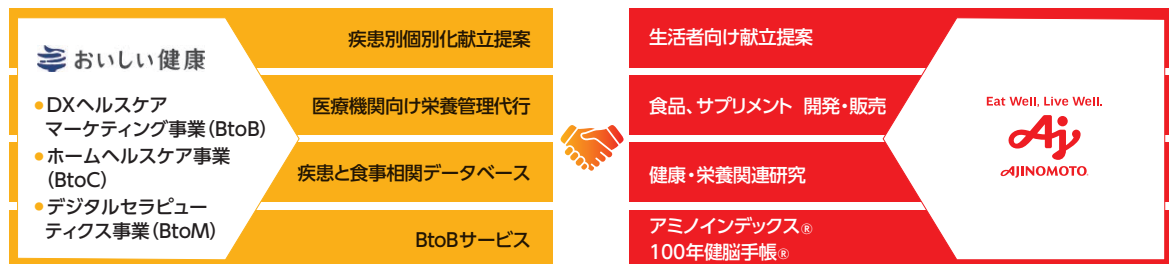 おいしい健康
●DXヘルスケア
マーケティング事業(BtoB)
●ホームヘルスケア事業
(BtoC)
●デジタルセラピュー
ティクス事業(BtoM)
疾患別個別化献立提案
医療機関向け栄養管理代行
疾患と食事相関データベース
BtoBサービス
生活者向け献立提案
食品、サプリメント 開発・販売
健康・栄養関連研究
アミノインデックス®
100年健脳手帳®
Eat Well, Live Well.
Aj
AJINOMOTO